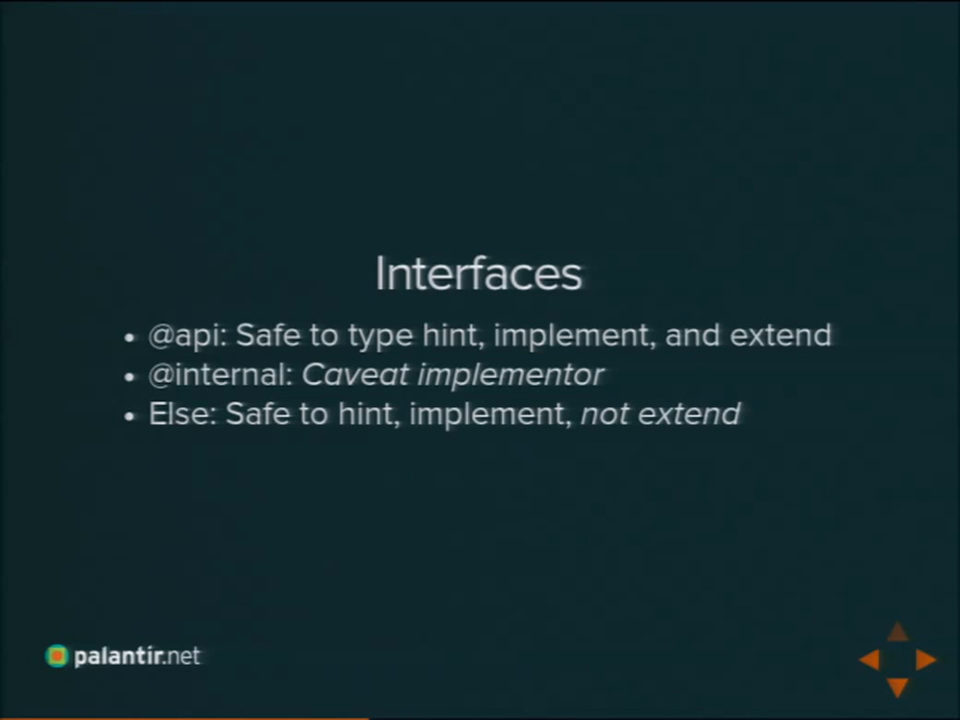 Interfaces
• @api: Safe to type hint, implement, and extend
• @internal: Caveat implementor
• Else: Safe to hint, implement, not extend
palantir.net